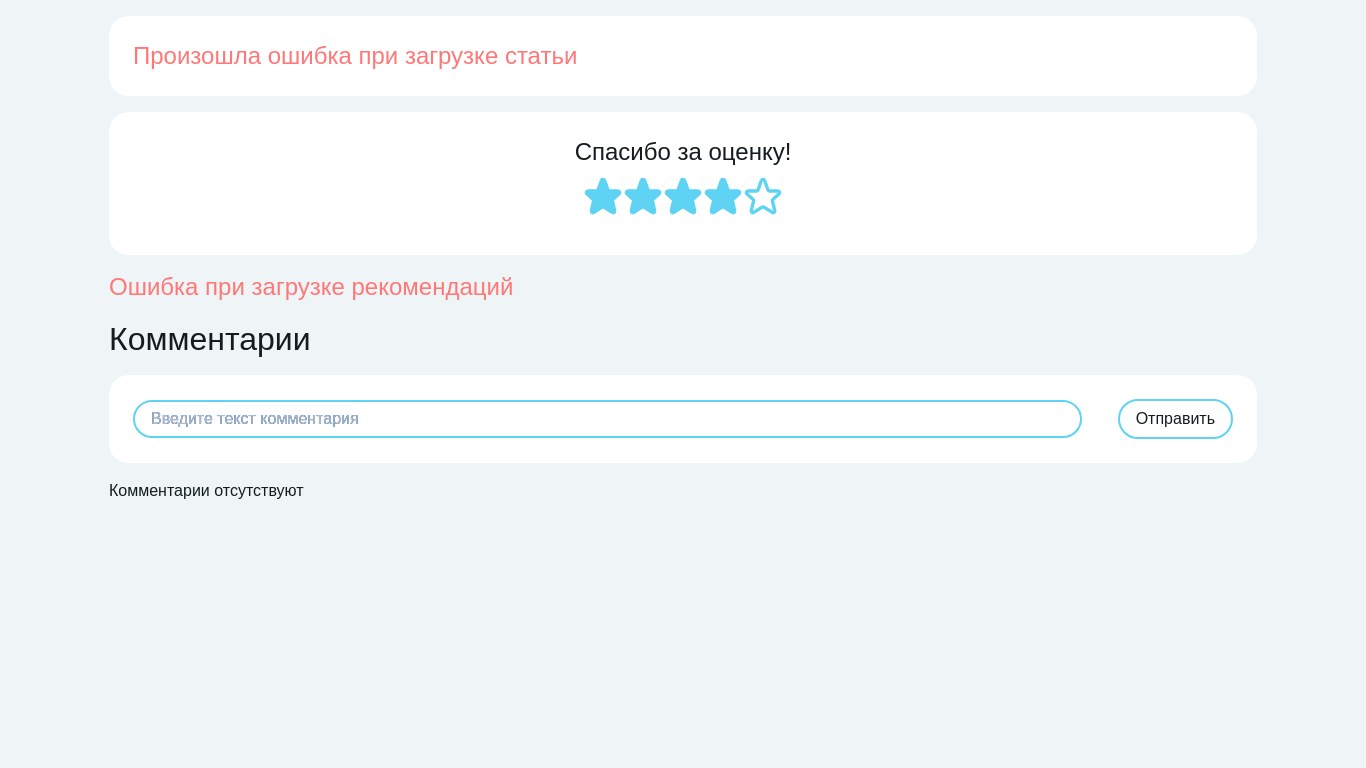 Произошла ошибка при загрузке статьи
Спасибо за оценку!
Ошибка при загрузке рекомендаций
Комментарии
Введите текст комментария
Отправить
Комментарии отсутствуют